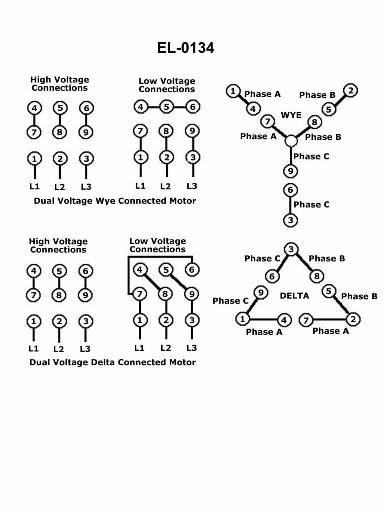 EL-0134
High Voltage
Connections
4 5 6
7 8 9
1 2 3
L1 L2 L3
Low Voltage
Connections
4 5 6
7 8 9
1 2 3
L1 L2 L3
Dual Voltage Wye Connected Motor
1 Phase A Phase B 2
4 WYE 5
7 8
Phase A Phase B
Phase C
9
6
Phase C
3
High Voltage
Connections
4 5 6
7 8 9
1 2 3
L1 L2 L3
Low Voltage
Connections
4 5 6
7 8 9
1 2 3
L1 L2 L3
Dual Voltage Delta Connected Motor
3
Phase C Phase B
6 8
9 DELTA 5
Phase C Phase B
1 4 7 2
Phase A Phase A